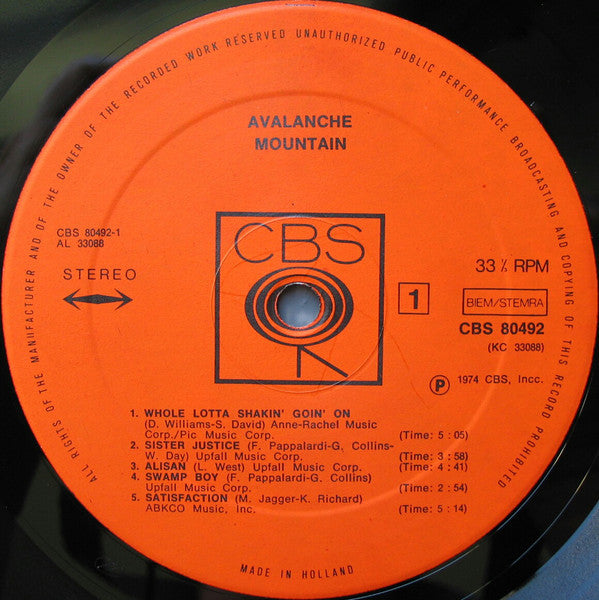 ALL RIGHTS OF THE MANUFACTURER AND OF THE OWNER OF THE RECORDED WORK RESERVED UNAUTHORIZED PUBLIC PERFORMANCE BROADCASTING AND COPYING OF THIS RECORD PROHIBITED
AVALANCHE
MOUNTAIN
CBS 80492-1
AL 33088
STEREO
CBS
33⅓ RPM
1
BIEM/STEMRA
CBS 80492
(KC 33088)
Ⓟ 1974 CBS, Incc.
1. WHOLE LOTTA SHAKIN' GOIN' ON
(D. Williams-S. David) Anne-Rachel Music
Corp./Pic Music Corp. (Time: 5 : 05)
2. SISTER JUSTICE (F. Pappalardi-G. Collins-
W. Day) Upfall Music Corp. (Time: 3 : 58)
3. ALISAN (L. West) Upfall Music Corp. (Time: 4 : 41)
4. SWAMP BOY (F. Pappalardi-G. Collins)
Upfall Music Corp. (Time: 2 : 54)
5. SATISFACTION (M. Jagger-K. Richard)
ABKCO Music, Inc. (Time: 5 : 14)
MADE IN HOLLAND